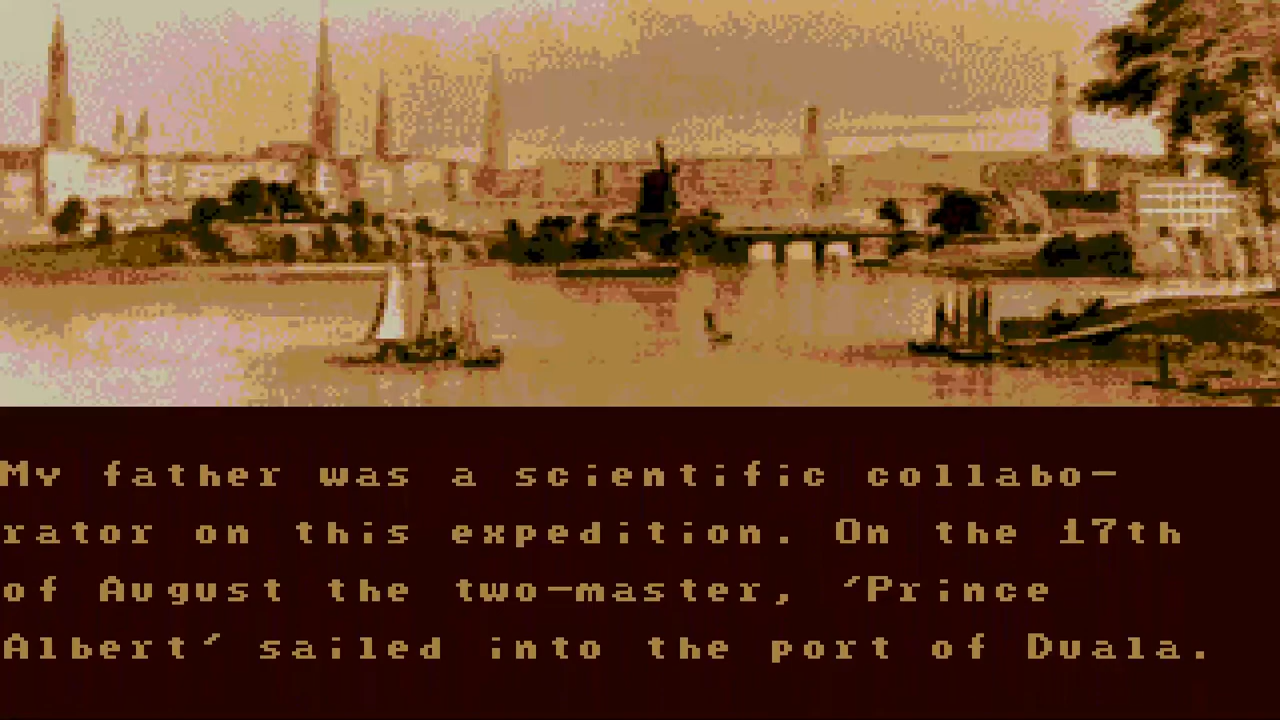 My father was a scientific collabo-
rator on this expedition. On the 17th
of August the two-master, ´Prince
Albert´ sailed into the port of Duala.